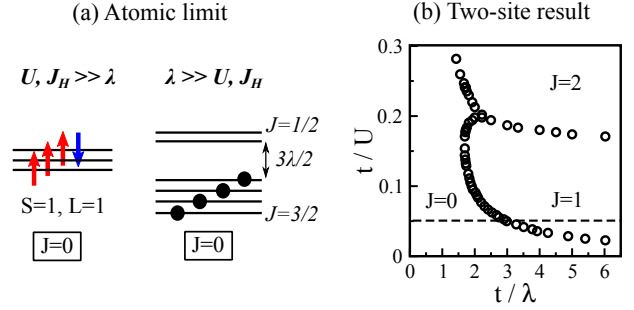 (a) Atomic limit
U, J_H >> λ
λ >> U, J_H
J=1/2
3λ/2
J=3/2
S=1, L=1
J=0
J=0
(b) Two-site result
0.3
0.2
0.1
0
t / U
J=2
J=0
J=1
0 1 2 3 4 5 6
t / λ